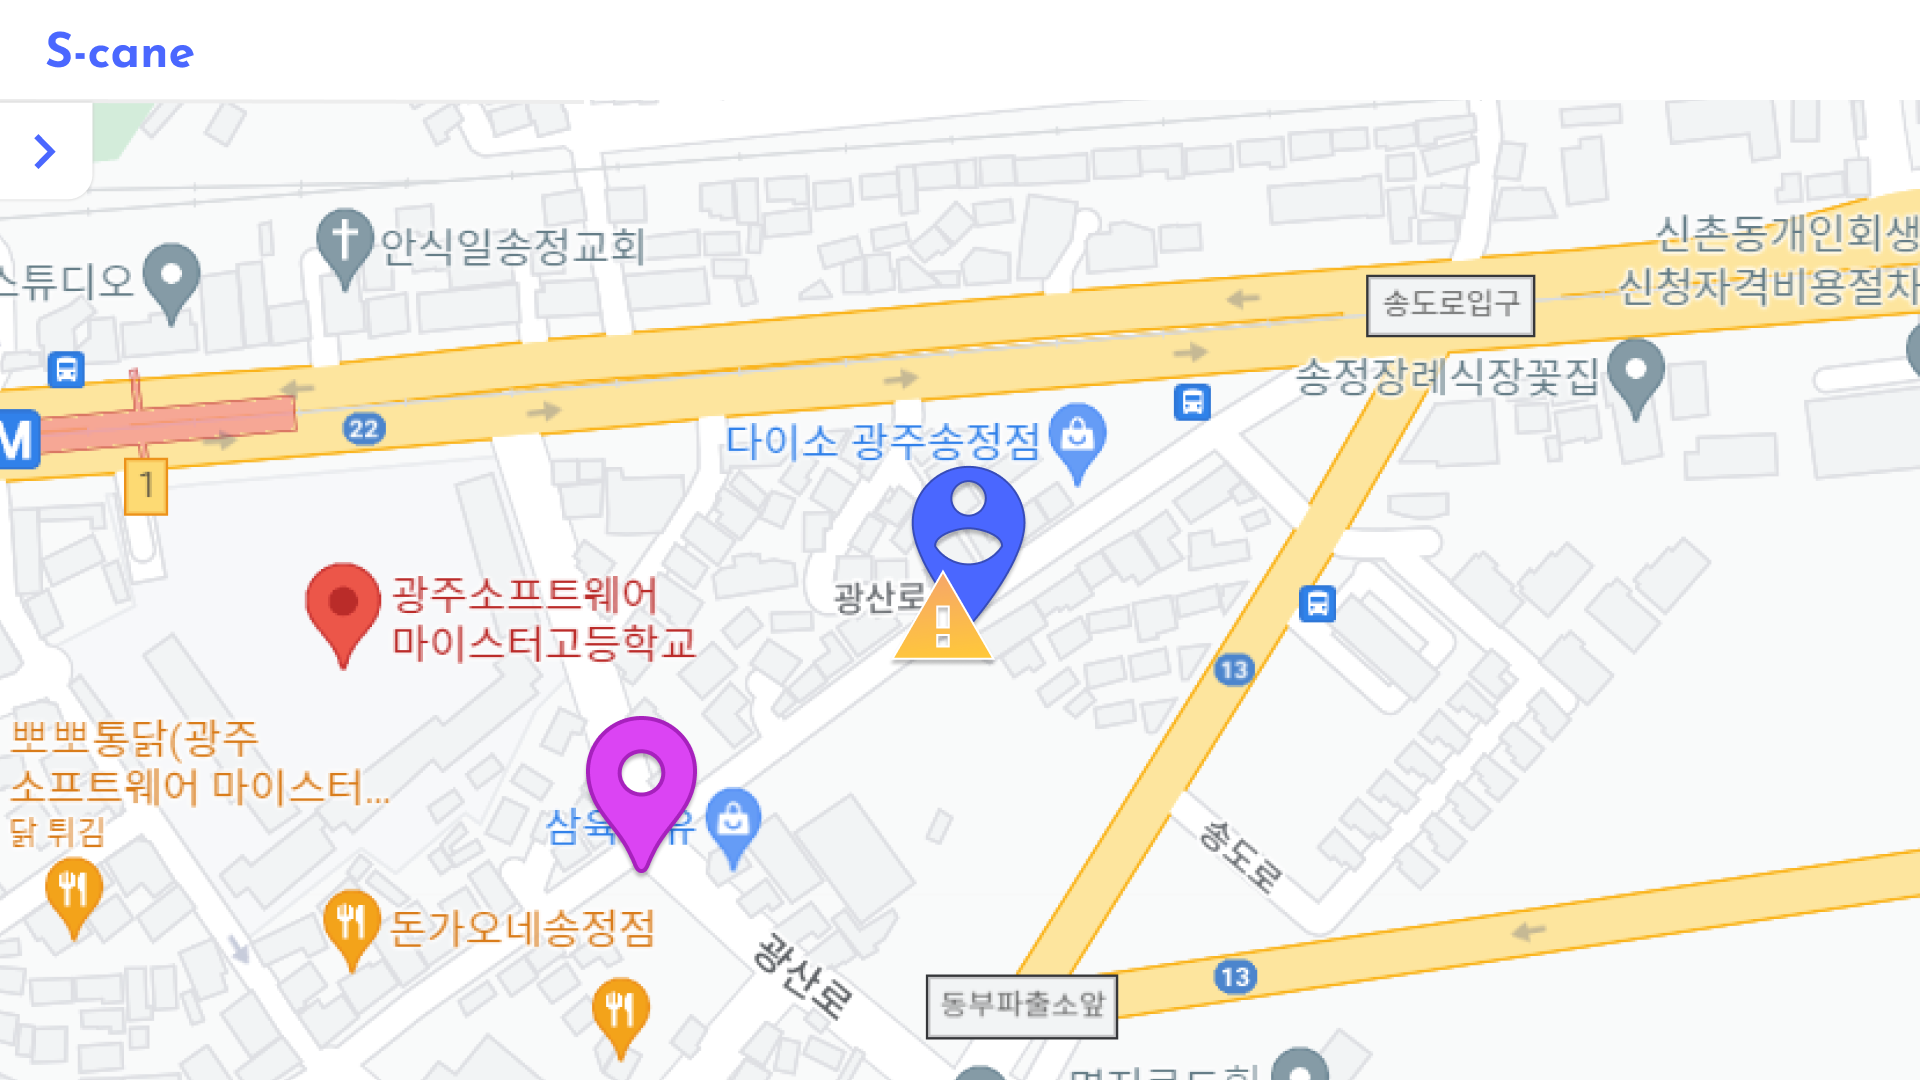 S-cane
안식일송정교회
스튜디오
신촌동개인회생
신청자격비용절차
송도로입구
송정장례식장꽃집
M
22
1
다이소 광주송정점
광주소프트웨어
마이스터고등학교
광산로
13
뽀뽀통닭(광주
소프트웨어 마이스터...
닭 튀김
삼육 유
송도로
돈가오네송정점
광산로
13
동부파출소앞